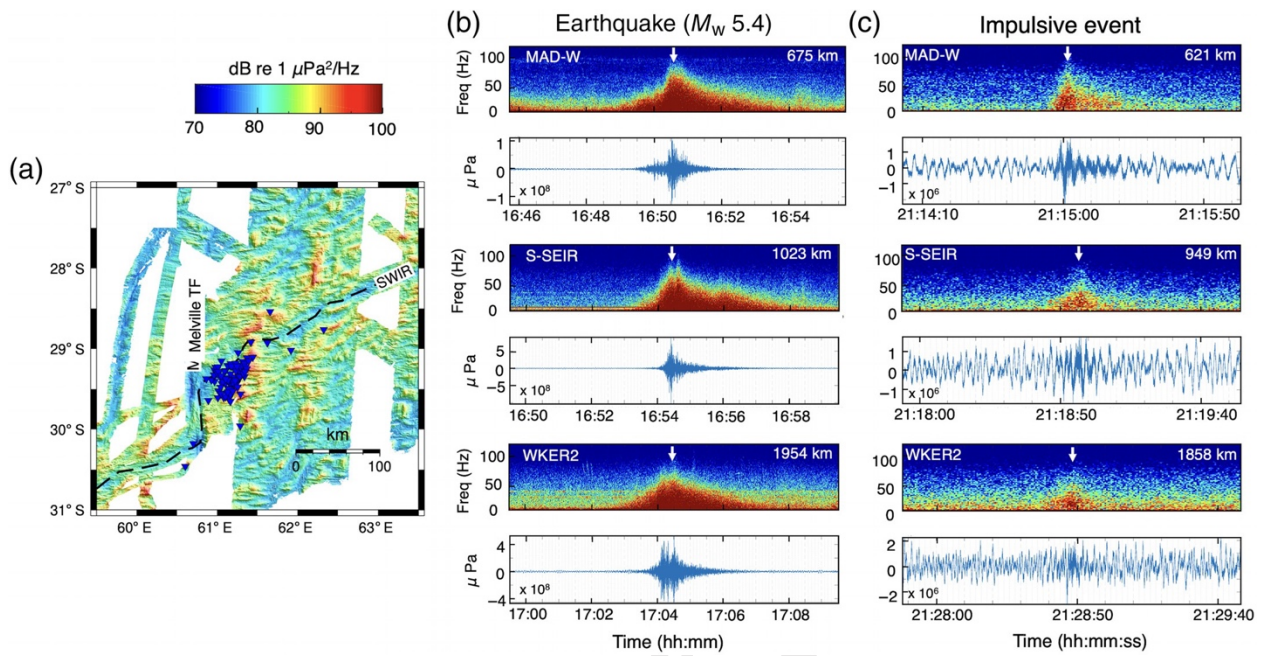 dB re 1 μPa²/Hz
70 80 90 100
(a)
27° S
28° S
29° S
30° S
31° S
60° E 61° E 62° E 63° E
Melville TF
SWIR
km
0 100
(b) Earthquake (Mw 5.4)
MAD-W 675 km
Freq (Hz)
100
50
0
μ Pa
1
0
−1
x 10⁸
16:46 16:48 16:50 16:52 16:54
S-SEIR 1023 km
Freq (Hz)
100
50
0
μ Pa
5
0
−5
x 10⁸
16:50 16:52 16:54 16:56 16:58
WKER2 1954 km
Freq (Hz)
100
50
0
μ Pa
4
0
−4
x 10⁸
17:00 17:02 17:04 17:06 17:08
Time (hh:mm)
(c) Impulsive event
MAD-W 621 km
100
50
0
1
0
−1
x 10⁶
21:14:10 21:15:00 21:15:50
S-SEIR 949 km
100
50
0
1
0
−1
x 10⁶
21:18:00 21:18:50 21:19:40
WKER2 1858 km
100
50
0
2
0
−2
x 10⁶
21:28:00 21:28:50 21:29:40
Time (hh:mm:ss)